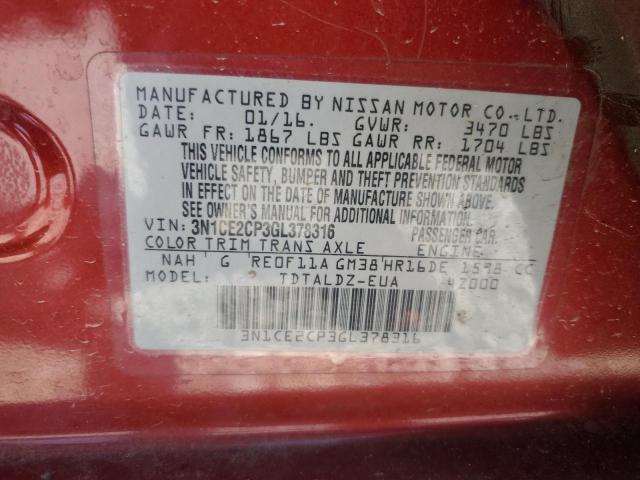 MANUFACTURED BY NISSAN MOTOR CO., LTD.
DATE: 01/16. GVWR: 3470 LBS
GAWR FR: 1867 LBS GAWR RR: 1704 LBS
THIS VEHICLE CONFORMS TO ALL APPLICABLE FEDERAL MOTOR
VEHICLE SAFETY, BUMPER AND THEFT PREVENTION STANDARDS
IN EFFECT ON THE DATE OF MANUFACTURE SHOWN ABOVE.
SEE OWNER'S MANUAL FOR ADDITIONAL INFORMATION.
VIN: 3N1CE2CP3GL378316 PASSENGER CAR.
COLOR TRIM TRANS AXLE ENGINE
NAH G RE0F11A GM38 HR16DE 1598 CC
MODEL: TDTALDZ-EUA 42000
3N1CE2CP3GL378316